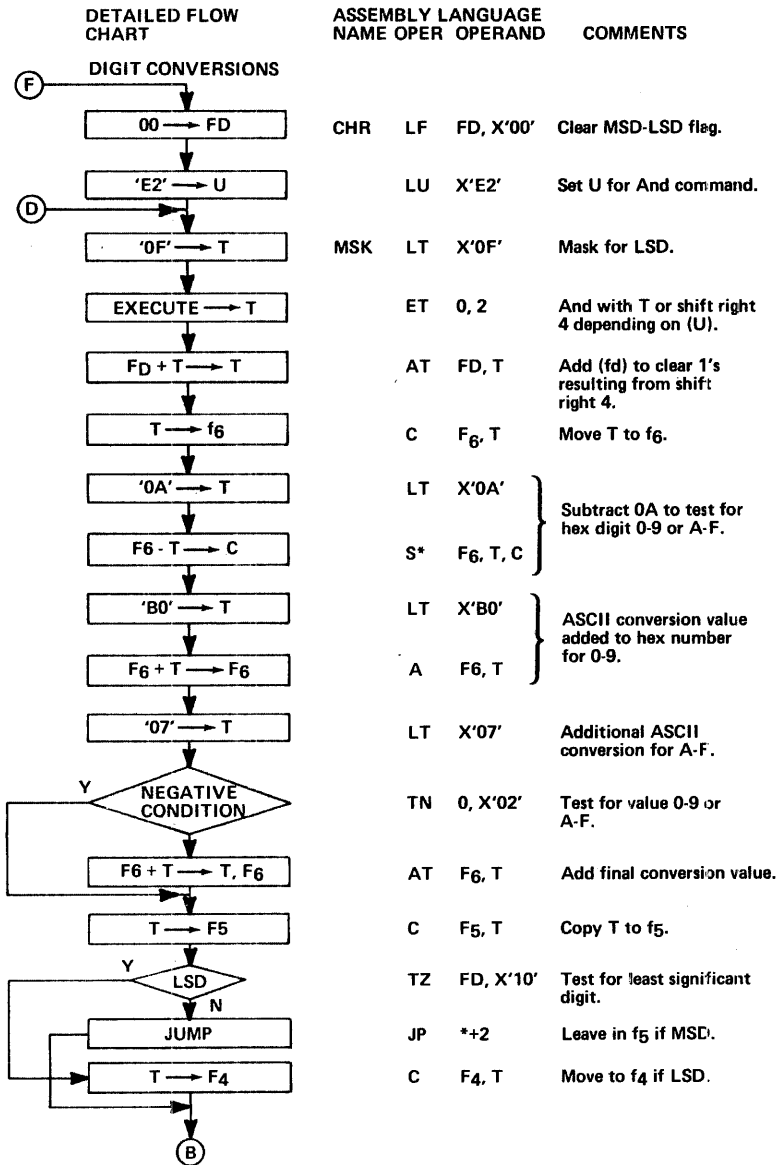 DETAILED FLOW CHART ASSEMBLY LANGUAGE
NAME OPER OPERAND COMMENTS
DIGIT CONVERSIONS
F
00 → FD CHR LF FD, X'00' Clear MSD-LSD flag.
'E2' → U LU X'E2' Set U for And command.
D
'0F' → T MSK LT X'0F' Mask for LSD.
EXECUTE → T ET 0, 2 And with T or shift right
4 depending on (U).
FD + T → T AT FD, T Add (fd) to clear 1's
resulting from shift
right 4.
T → f6 C F6, T Move T to f6.
'0A' → T LT X'0A'
Subtract 0A to test for
hex digit 0-9 or A-F.
F6 - T → C S* F6, T, C
'B0' → T LT X'B0'
ASCII conversion value
added to hex number
for 0-9.
F6 + T → F6 A F6, T
'07' → T LT X'07' Additional ASCII
conversion for A-F.
Y
NEGATIVE
CONDITION TN 0, X'02' Test for value 0-9 or
A-F.
F6 + T → T, F6 AT F6, T Add final conversion value.
T → F5 C F5, T Copy T to f5.
Y
LSD TZ FD, X'10' Test for least significant
digit.
N
JUMP JP *+2 Leave in f5 if MSD.
T → F4 C F4, T Move to f4 if LSD.
B